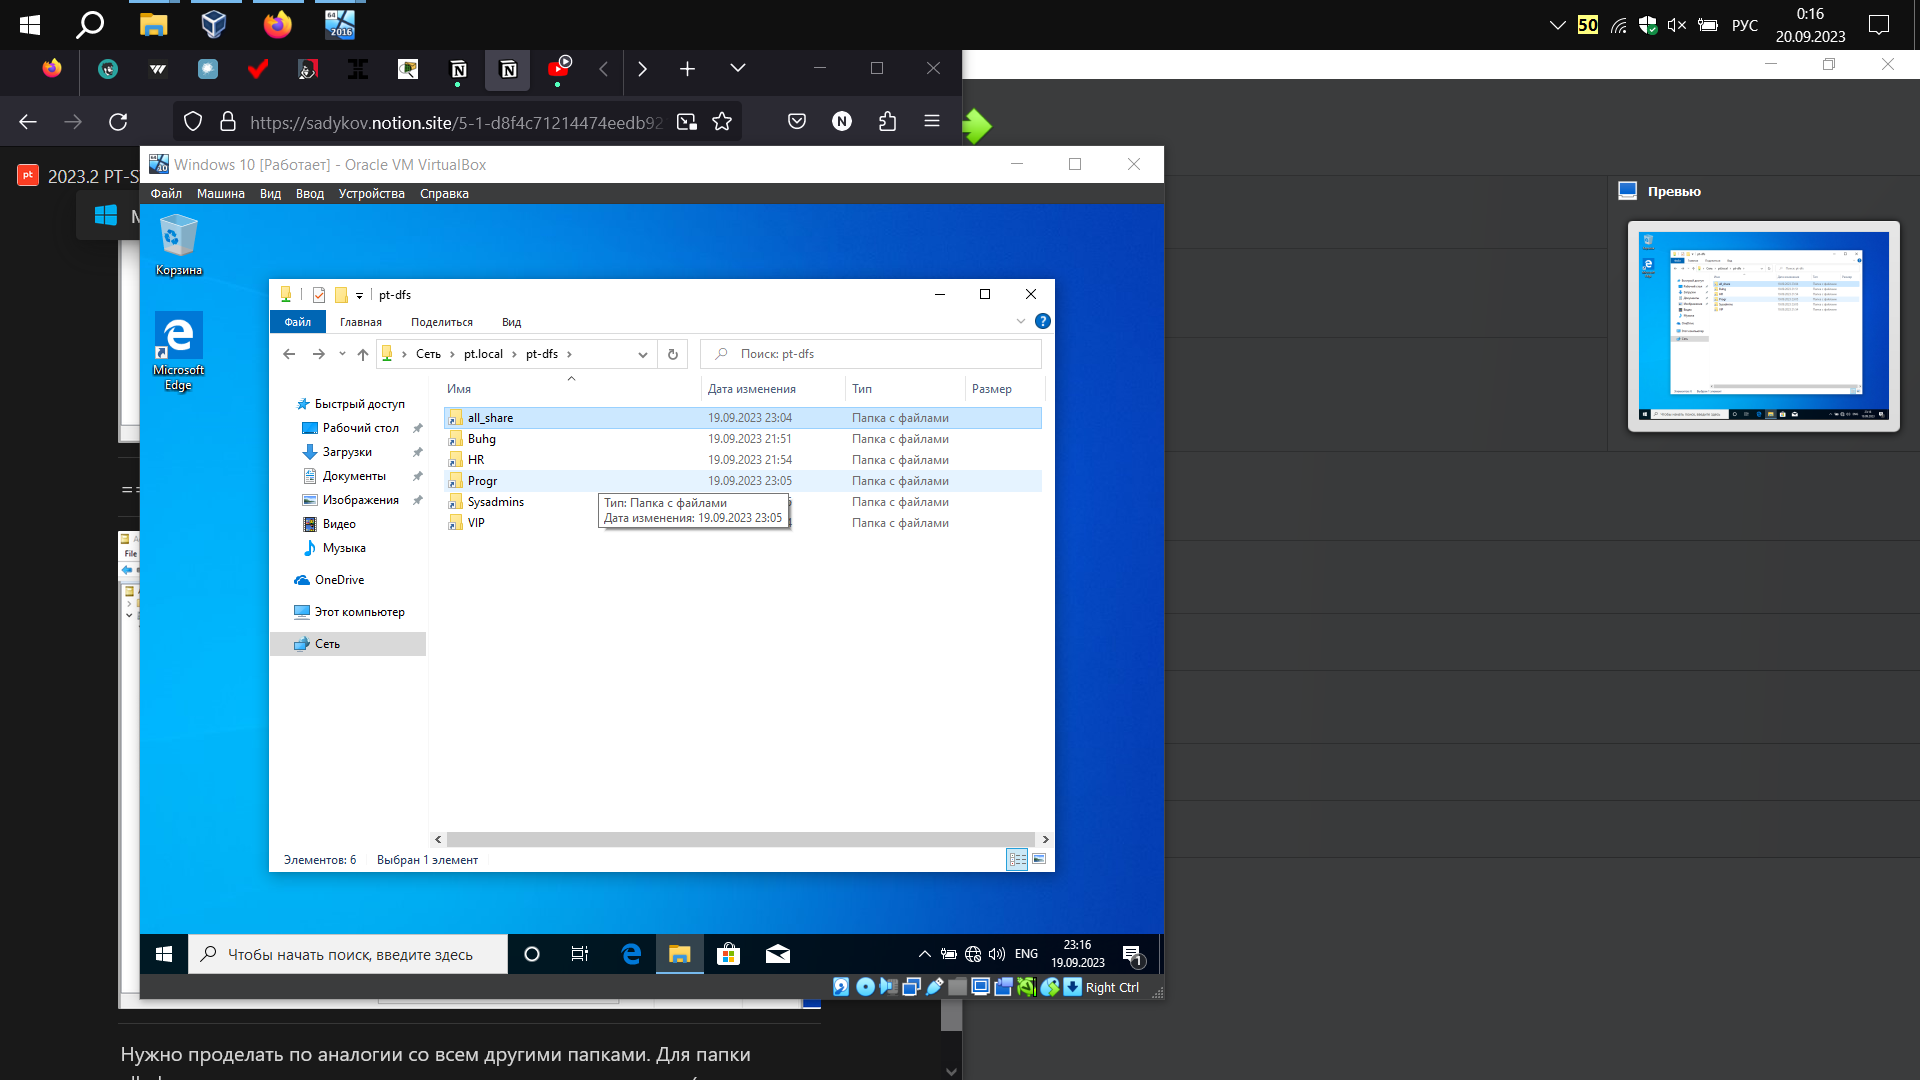 50
РУС
0:16
20.09.2023
https://sadykov.notion.site/5-1-d8f4c71214474eedb92
N
pt
2023.2 PT-S
Windows 10 [Работает] - Oracle VM VirtualBox
Файл Машина Вид Ввод Устройства Справка
Превью
Корзина
Microsoft
Edge
pt-dfs
Файл Главная Поделиться Вид
Сеть pt.local pt-dfs
Поиск: pt-dfs
Имя Дата изменения Тип Размер
Быстрый доступ
Рабочий стол
Загрузки
Документы
Изображения
Видео
Музыка
OneDrive
Этот компьютер
Сеть
all_share 19.09.2023 23:04 Папка с файлами
Buhg 19.09.2023 21:51 Папка с файлами
HR 19.09.2023 21:54 Папка с файлами
Progr 19.09.2023 23:05 Папка с файлами
Sysadmins Папка с файлами
VIP Папка с файлами
Тип: Папка с файлами
Дата изменения: 19.09.2023 23:05
Элементов: 6 Выбран 1 элемент
File
Чтобы начать поиск, введите здесь
ENG
23:16
19.09.2023
1
Right Ctrl
Нужно проделать по аналогии со всем другими папками. Для папки